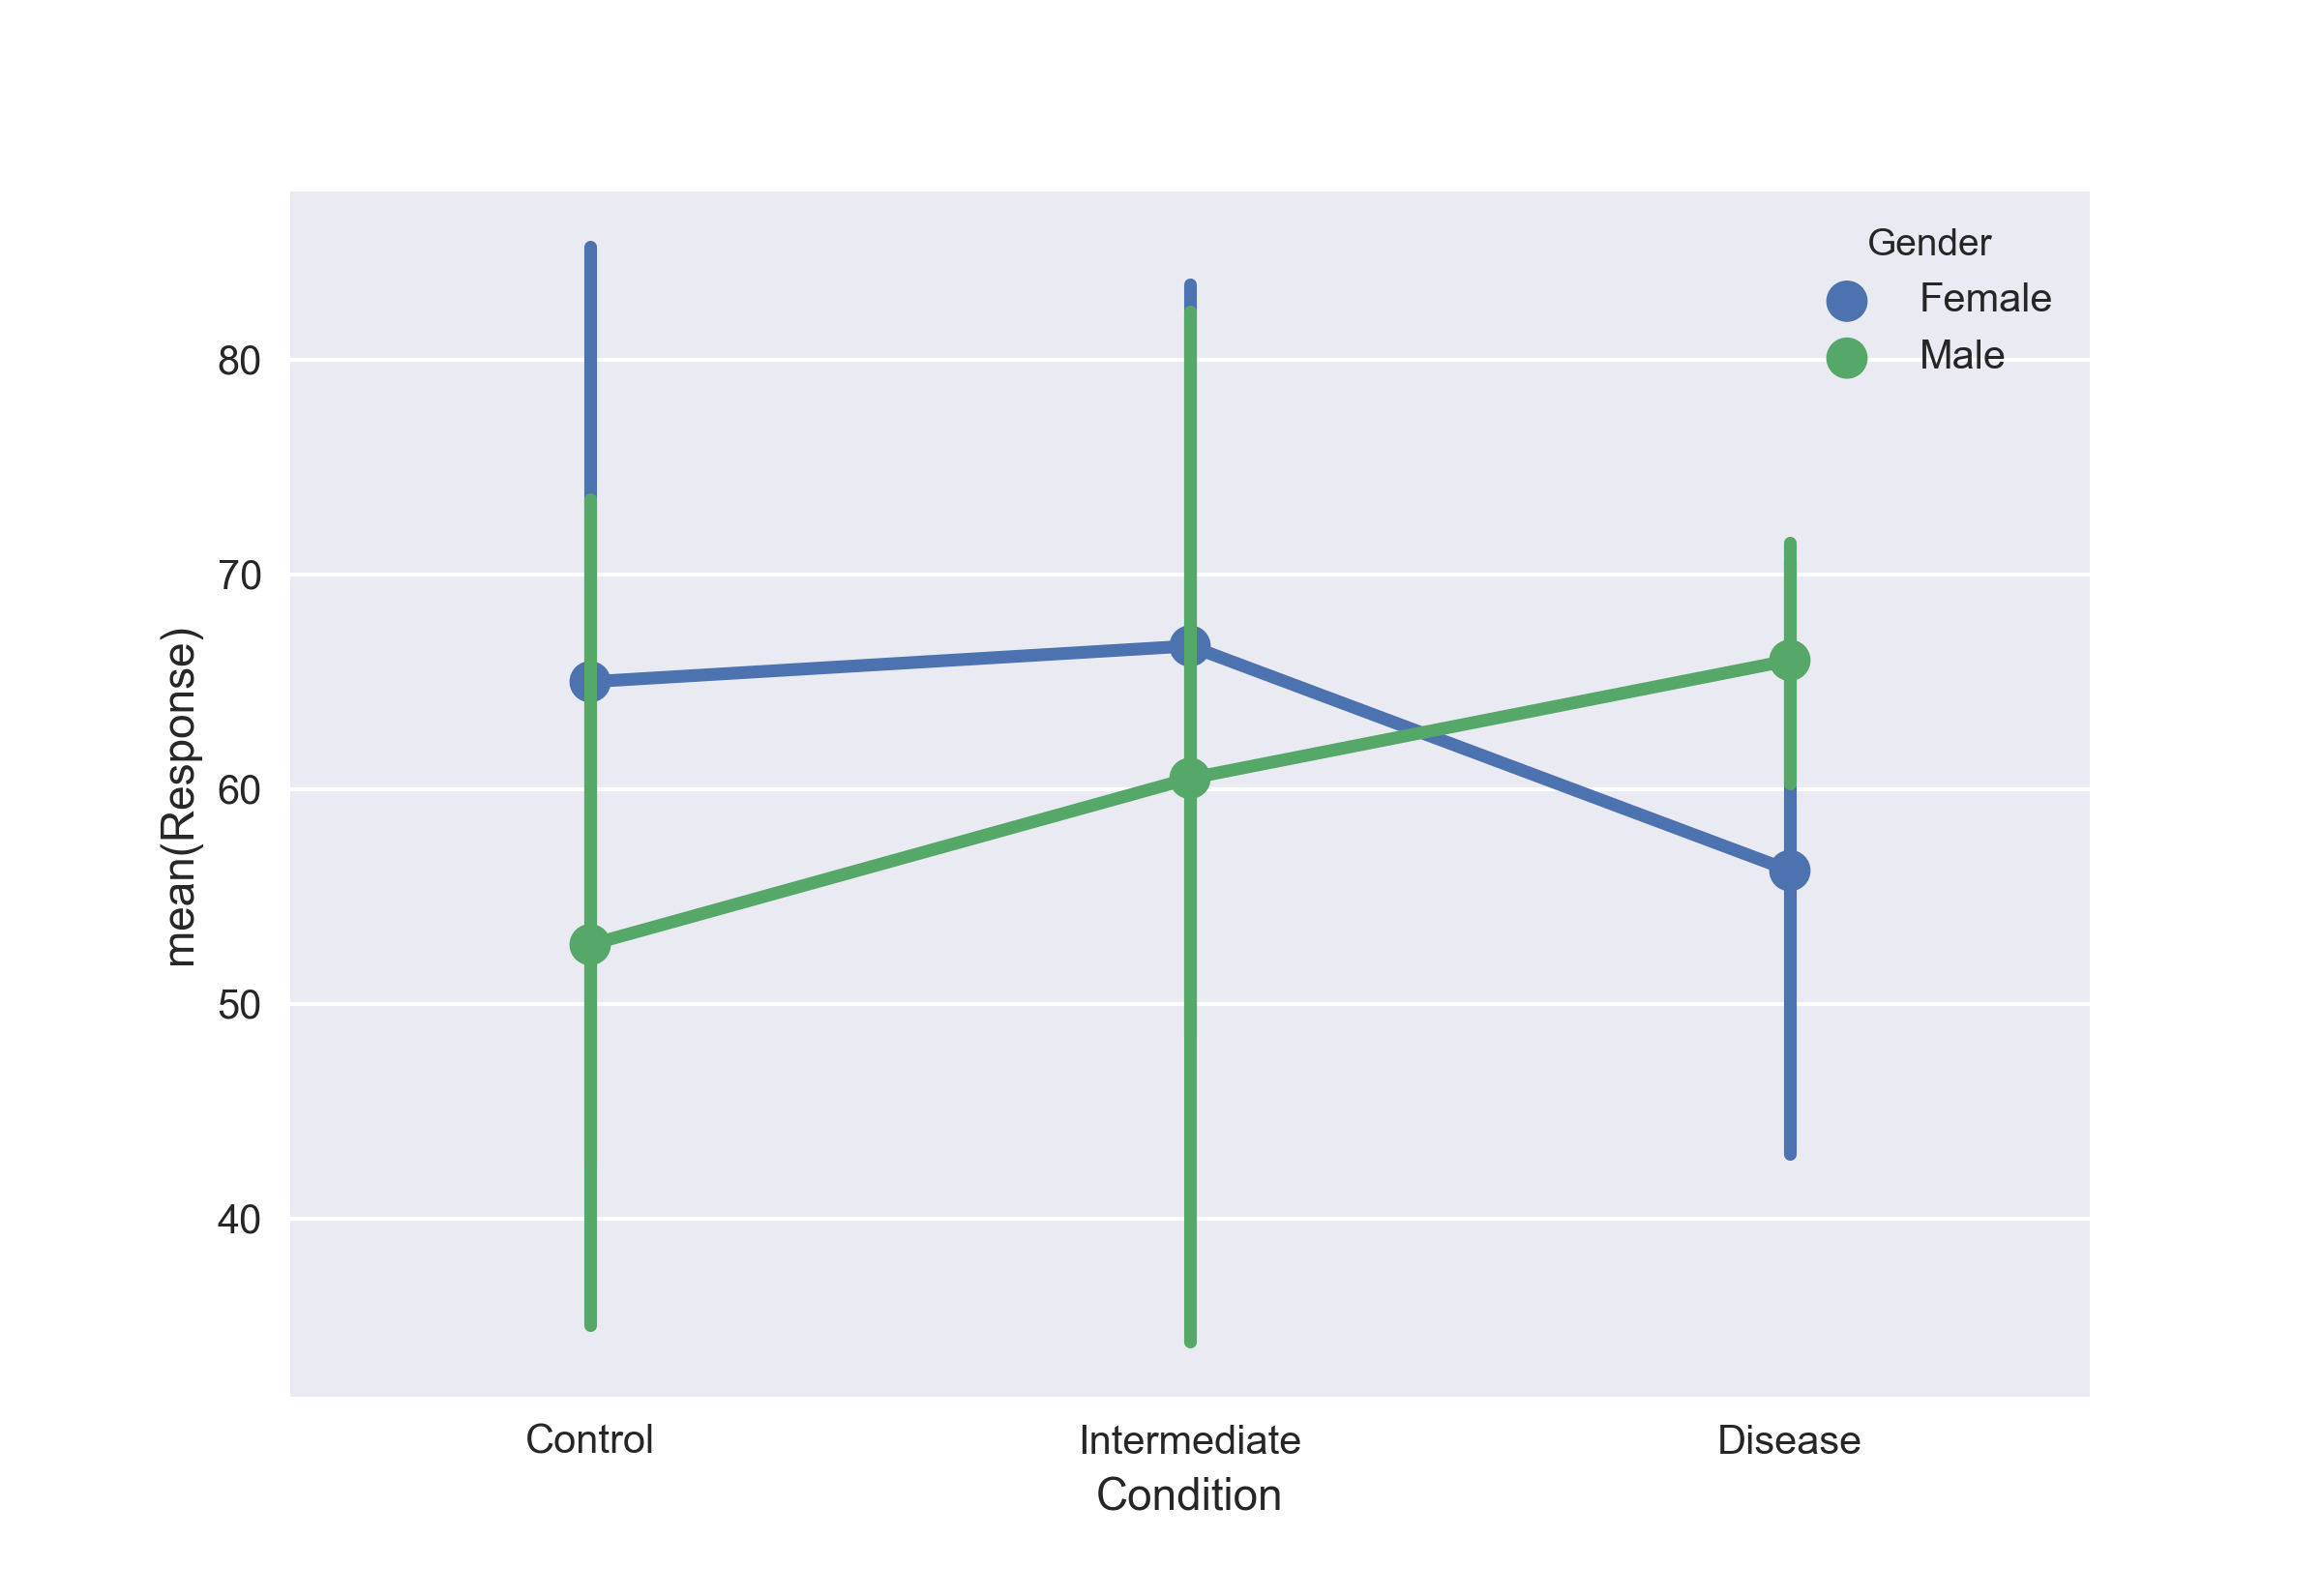 Gender
Female
Male
80
70
60
50
40
mean(Response)
Control
Intermediate
Disease
Condition